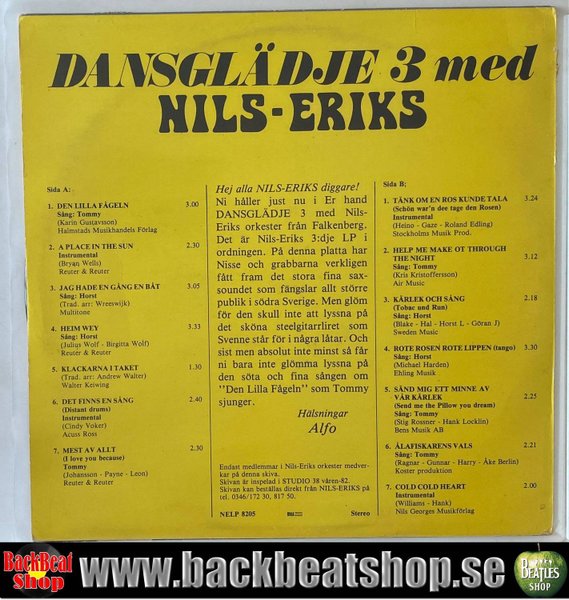 DANSGLÄDJE 3 med
NILS-ERIKS
Sida A:
1. DEN LILLA FÅGELN 3.00
Sång: Tommy
(Karin Gustavsson)
Halmstads Musikhandels Förlag
2. A PLACE IN THE SUN 2.30
Instrumental
(Bryan Wells)
Reuter & Reuter
3. JAG HADE EN GÅNG EN BÅT 3.05
Sång: Horst
(Trad. arr: Wreeswijk)
Multitone
4. HEIM WEY 3.33
Sång: Horst
(Julius Wolf - Birgitta Wolf)
Reuter & Reuter
5. KLACKARNA I TAKET 1.30
(Trad. arr: Andrew Walter)
Walter Keiwing
6. DET FINNS EN SÅNG 2.40
(Distant drums)
Instrumental
(Cindy Voker)
Acuss Ross
7. MEST AV ALLT 2.30
(I love you because)
Tommy
(Johansson - Payne - Leon)
Reuter & Reuter
Hej alla NILS-ERIKS diggare!
Ni håller just nu i Er hand
DANSGLÄDJE 3 med Nils-
Eriks orkester från Falkenberg.
Det är Nils-Eriks 3:dje LP i
ordningen. På denna platta har
Nisse och grabbarna verkligen
fått fram det stora fina sax-
soundet som fängslar allt större
publik i södra Sverige. Men glöm
för den skull inte att lyssna på
det sköna steelgitarrliret som
Svenne står för i några låtar. Och
sist men absolut inte minst så får
ni bara inte glömma lyssna på
den söta och fina sången om
"Den Lilla Fågeln" som Tommy
sjunger.
Hälsningar
Alfo
Endast medlemmar i Nils-Eriks orkester medver-
kar på denna skiva.
Skivan är inspelad i STUDIO 38 våren-82.
Skivan kan beställas direkt från NILS-ERIKS på
tel. 0346/172 30, 817 50.
NELP 8205 Stereo
Sida B;
1. TÄNK OM EN ROS KUNDE TALA 3.24
(Schön war'n dee tage den Rosen)
Instrumental
(Heino - Gaze - Roland Edling)
Stockholms Musik Prod.
2. HELP ME MAKE OT THROUGH
THE NIGHT 3.12
Sång: Tommy
(Kris Kristoffersson)
Air Music
3. KÄRLEK OCH SÅNG 2.18
(Tobac und Run)
Sång: Horst
(Blake - Hal - Horst L - Göran J)
Sweden Music
4. ROTE ROSEN ROTE LIPPEN (tango) 3.30
Sång: Horst
(Michael Harden)
Ehling Musik
5. SÄND MIG ETT MINNE AV
VÅR KÄRLEK 2.25
(Send me the Pillow you dream)
Sång: Tommy
(Stig Rossner - Hank Locklin)
Bens Musik AB
6. ÅLAFISKARENS VALS 2.21
Sång: Tommy
(Ragnar - Gunnar - Harry - Åke Berlin)
Koster produktion
7. COLD COLD HEART 2.00
Instrumental
(Williams - Hank)
Nils Georges Musikförlag
BackBeat
Shop
www.backbeatshop.se
BEATLES
SHOP